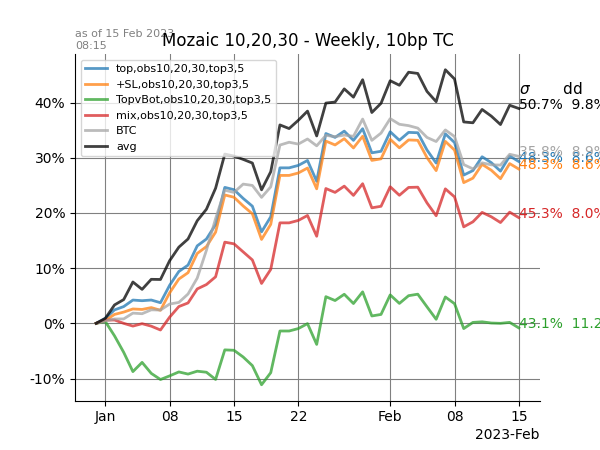 as of 15 Feb 2023
08:15
Mozaic 10,20,30 - Weekly, 10bp TC
top,obs10,20,30,top3,5
+SL,obs10,20,30,top3,5
TopvBot,obs10,20,30,top3,5
mix,obs10,20,30,top3,5
BTC
avg
σ dd
50.7% 9.8%
48.3% 8.6%
45.3% 8.0%
43.1% 11.2
40%
30%
20%
10%
0%
-10%
Jan 08 15 22 Feb 08 15
2023-Feb